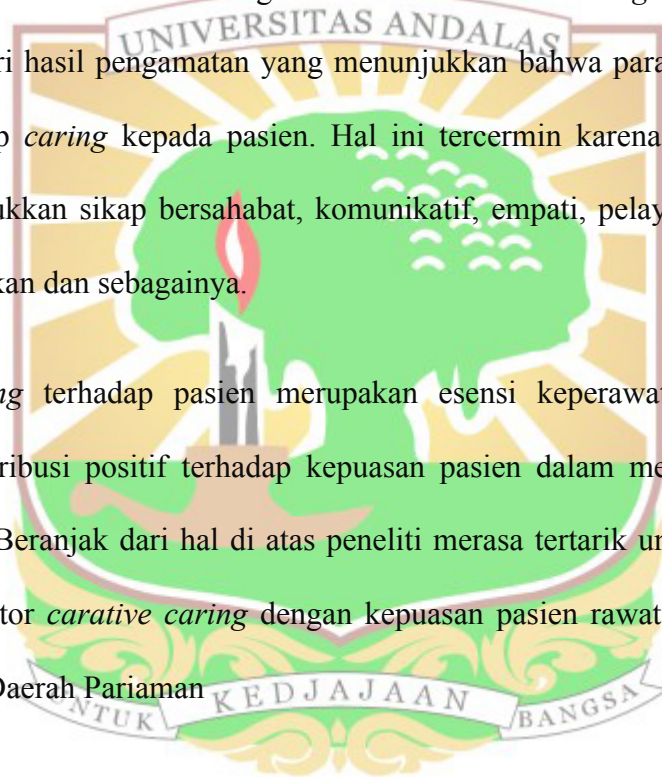 UNIVERSITAS ANDALAS
ri hasil pengamatan yang menunjukkan bahwa para
p caring kepada pasien. Hal ini tercermin karena
ukkan sikap bersahabat, komunikatif, empati, pelay
kan dan sebagainya.
ng terhadap pasien merupakan esensi keperawat
ribusi positif terhadap kepuasan pasien dalam me
Beranjak dari hal di atas peneliti merasa tertarik un
tor carative caring dengan kepuasan pasien rawat
Daerah Pariaman
UNTUK KEDJAJAAN BANGSA